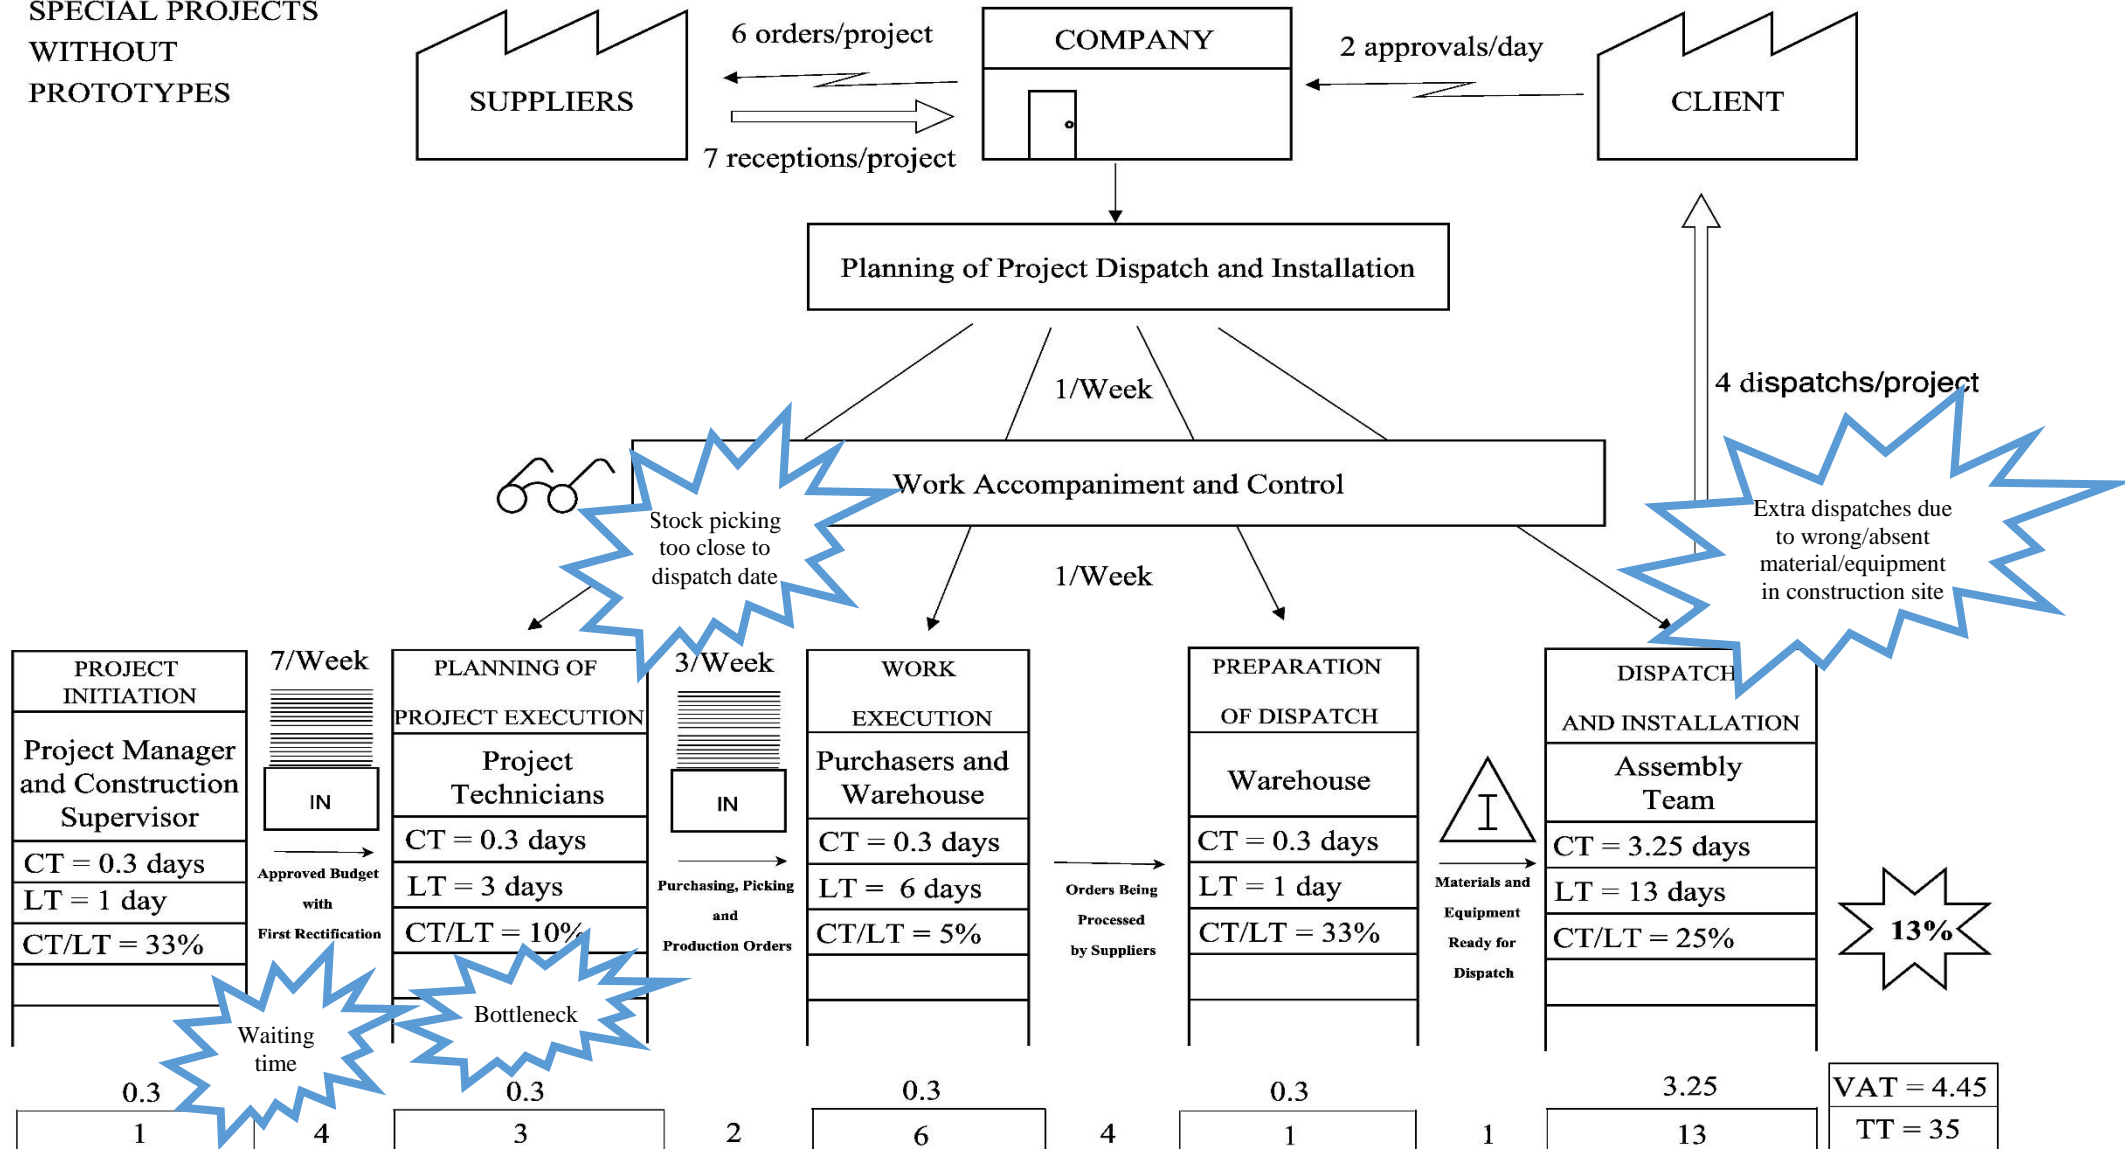 SPECIAL PROJECTS
WITHOUT
PROTOTYPES
SUPPLIERS
6 orders/project
7 receptions/project
COMPANY
2 approvals/day
CLIENT
Planning of Project Dispatch and Installation
1/Week
4 dispatchs/project
Work Accompaniment and Control
Stock picking
too close to
dispatch date
Extra dispatches due
to wrong/absent
material/equipment
in construction site
1/Week
PROJECT
INITIATION
Project Manager
and Construction
Supervisor
CT = 0.3 days
LT = 1 day
CT/LT = 33%
7/Week
IN
Approved Budget
with
First Rectification
PLANNING OF
PROJECT EXECUTION
Project
Technicians
CT = 0.3 days
LT = 3 days
CT/LT = 10%
3/Week
IN
Purchasing, Picking
and
Production Orders
WORK
EXECUTION
Purchasers and
Warehouse
CT = 0.3 days
LT = 6 days
CT/LT = 5%
Orders Being
Processed
by Suppliers
PREPARATION
OF DISPATCH
Warehouse
CT = 0.3 days
LT = 1 day
CT/LT = 33%
I
Materials and
Equipment
Ready for
Dispatch
DISPATCH
AND INSTALLATION
Assembly
Team
CT = 3.25 days
LT = 13 days
CT/LT = 25%
13%
Waiting
time
Bottleneck
0.3
0.3
0.3
0.3
3.25
VAT = 4.45
1
4
3
2
6
4
1
1
13
TT = 35